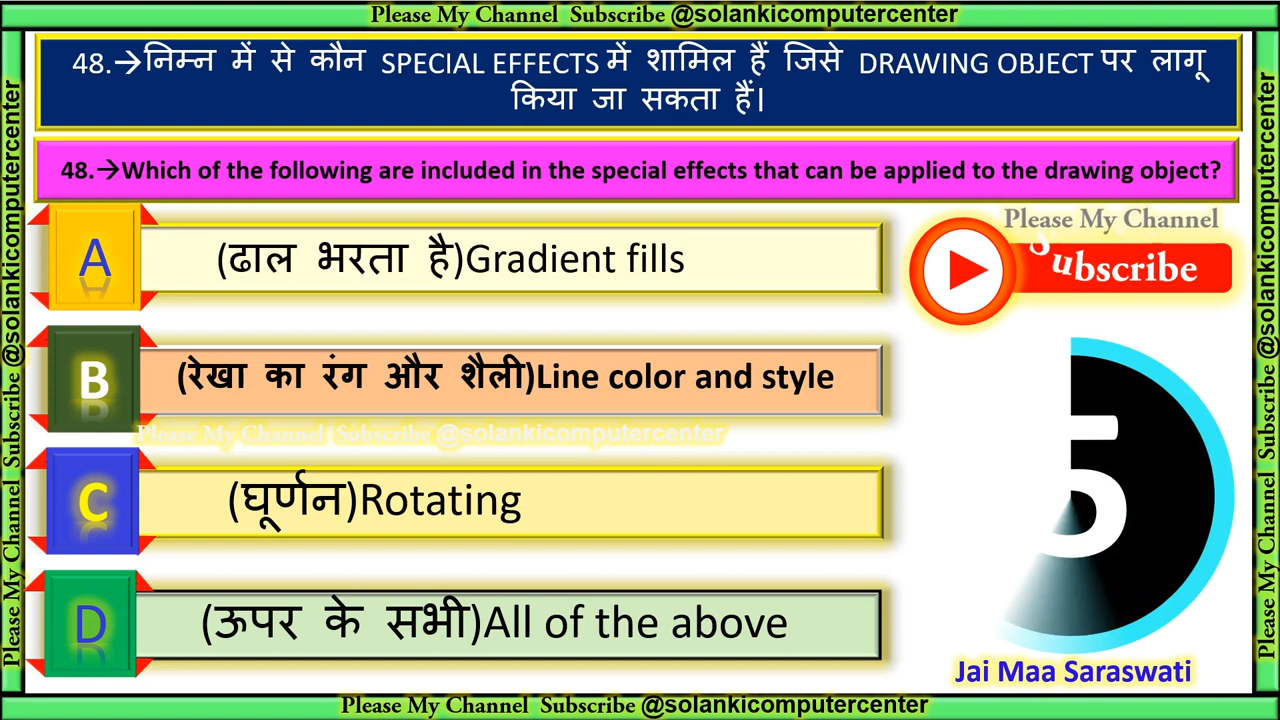 Please My Channel Subscribe @solankicomputercenter
48.→निम्न में से कौन SPECIAL EFFECTS में शामिल हैं जिसे DRAWING OBJECT पर लागू
किया जा सकता हैं।
48.→Which of the following are included in the special effects that can be applied to the drawing object?
A
(ढाल भरता है)Gradient fills
Please My Channel
Subscribe
B
(रेखा का रंग और शैली)Line color and style
Please My Channel Subscribe @solankicomputercenter
C
(घूर्णन)Rotating
5
D
(ऊपर के सभी)All of the above
Jai Maa Saraswati
Please My Channel Subscribe @solankicomputercenter
Please My Channel Subscribe @solankicomputercenter
Please My Channel Subscribe @solankicomputercenter